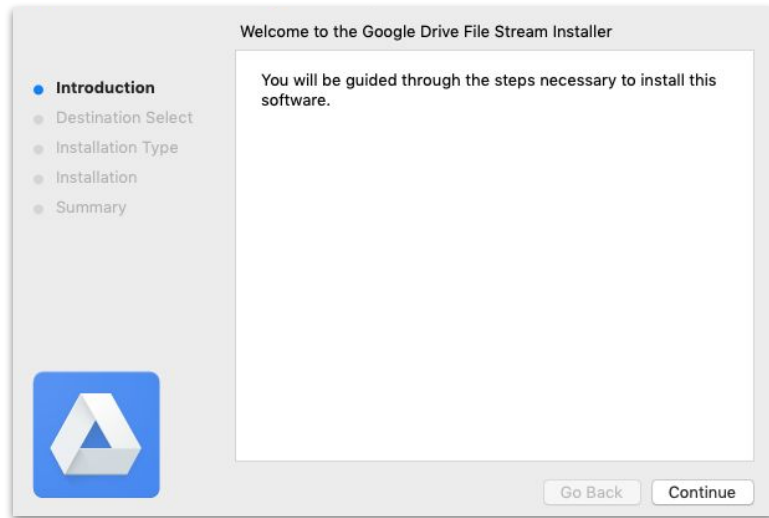 Welcome to the Google Drive File Stream Installer
Introduction
Destination Select
Installation Type
Installation
Summary
You will be guided through the steps necessary to install this
software.
Go Back
Continue